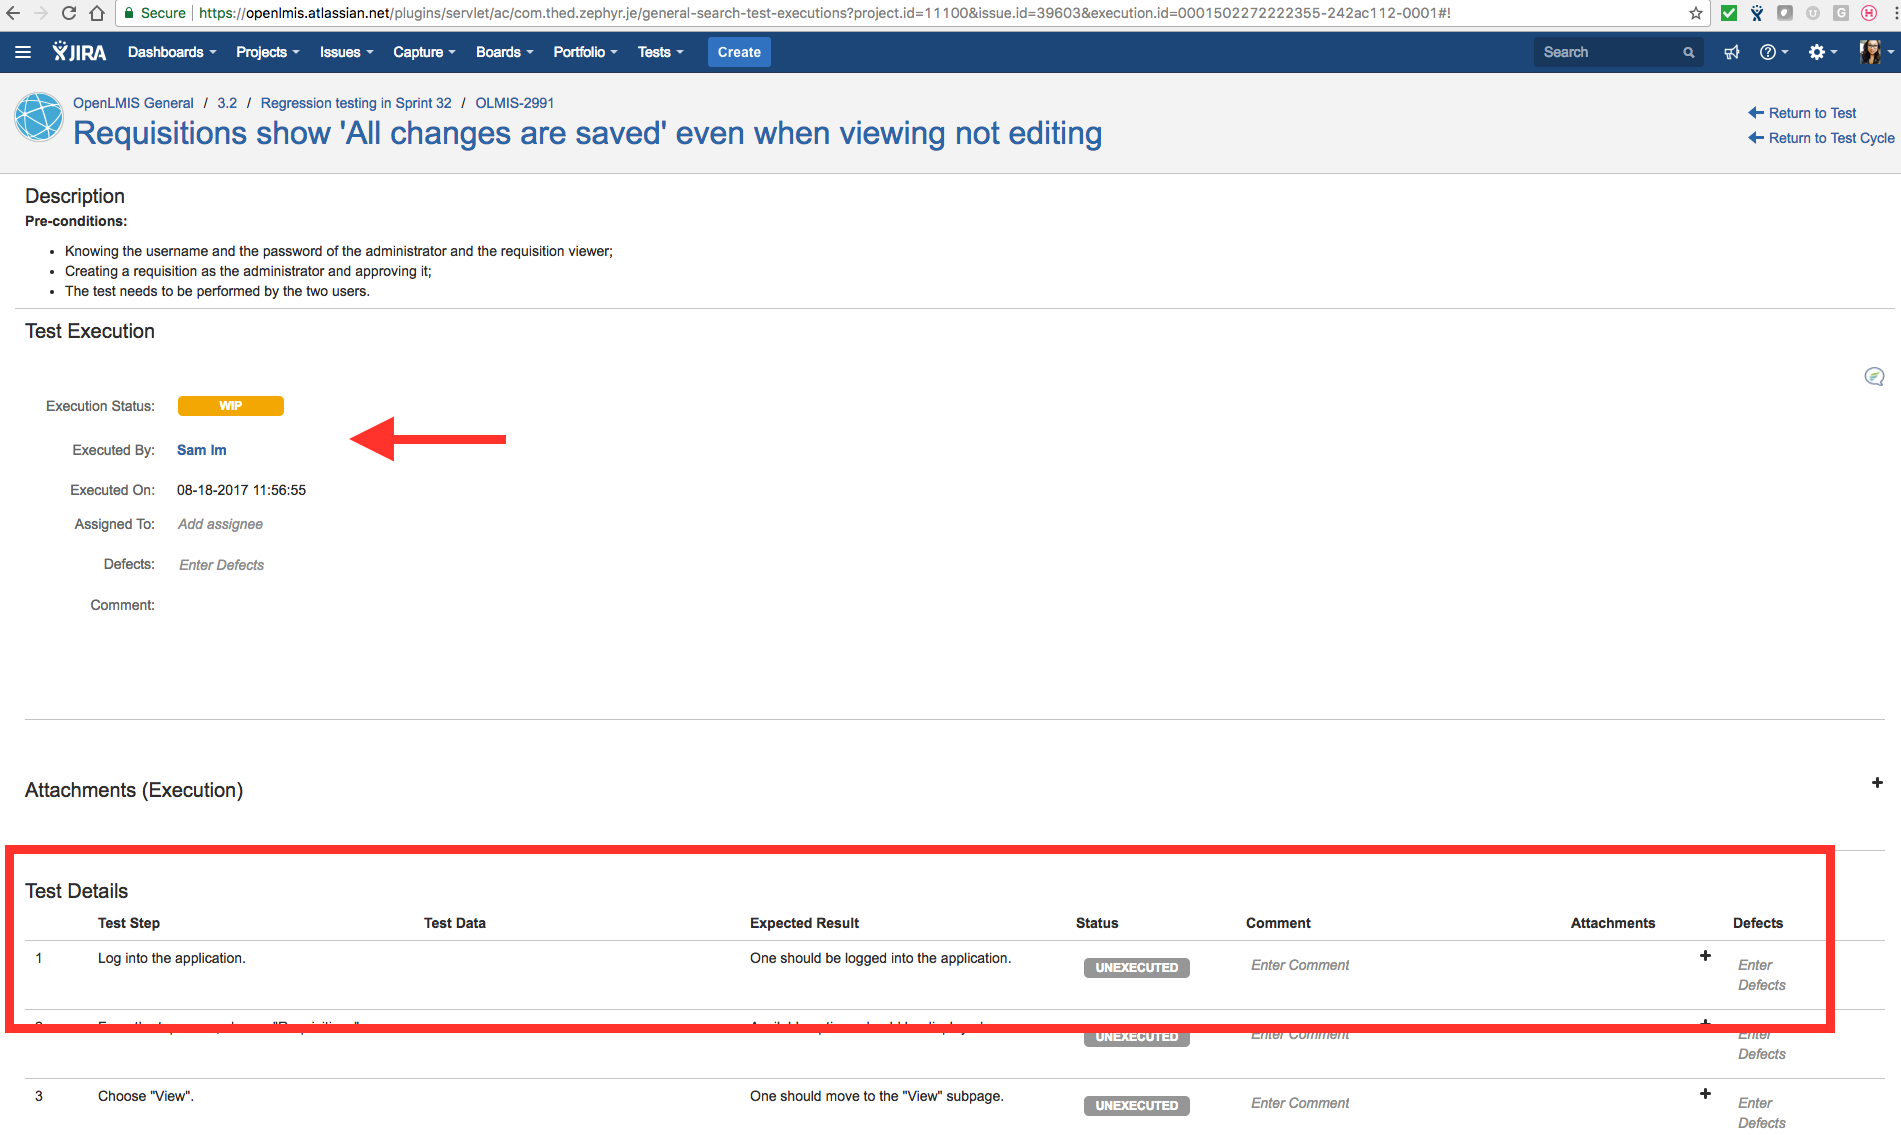 Secure https://openlmis.atlassian.net/plugins/servlet/ac/com.thed.zephyr.je/general-search-test-executions?project.id=11100&issue.id=39603&execution.id=0001502272222355-242ac112-0001#!
JIRA Dashboards Projects Issues Capture Boards Portfolio Tests Create Search
OpenLMIS General / 3.2 / Regression testing in Sprint 32 / OLMIS-2991
Requisitions show 'All changes are saved' even when viewing not editing
Return to Test
Return to Test Cycle
Description
Pre-conditions:
• Knowing the username and the password of the administrator and the requisition viewer;
• Creating a requisition as the administrator and approving it;
• The test needs to be performed by the two users.
Test Execution
Execution Status: WIP
Executed By: Sam Im
Executed On: 08-18-2017 11:56:55
Assigned To: Add assignee
Defects: Enter Defects
Comment:
Attachments (Execution)
Test Details
Test Step Test Data Expected Result Status Comment Attachments Defects
1 Log into the application. One should be logged into the application. UNEXECUTED Enter Comment Enter Defects
UNEXECUTED Enter Comment Enter Defects
3 Choose "View". One should move to the "View" subpage. UNEXECUTED Enter Comment Enter Defects